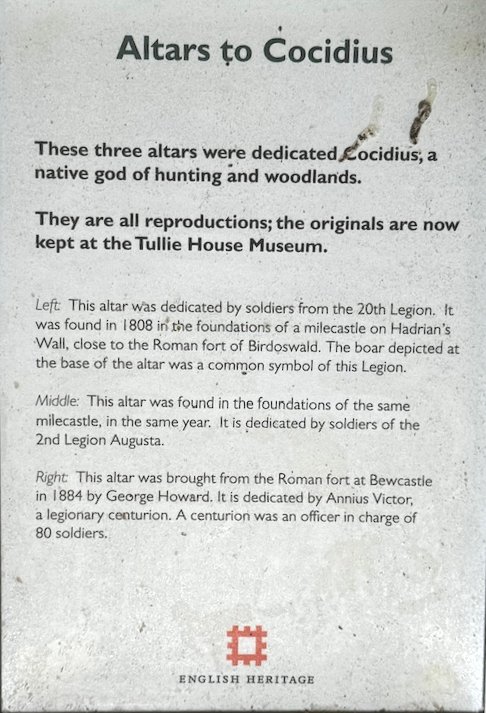 Altars to Cocidius
These three altars were dedicated Cocidius, a
native god of hunting and woodlands.
They are all reproductions; the originals are now
kept at the Tullie House Museum.
Left: This altar was dedicated by soldiers from the 20th Legion. It
was found in 1808 in the foundations of a milecastle on Hadrian's
Wall, close to the Roman fort of Birdoswald. The boar depicted at
the base of the altar was a common symbol of this Legion.
Middle: This altar was found in the foundations of the same
milecastle, in the same year. It is dedicated by soldiers of the
2nd Legion Augusta.
Right: This altar was brought from the Roman fort at Bewcastle
in 1884 by George Howard. It is dedicated by Annius Victor,
a legionary centurion. A centurion was an officer in charge of
80 soldiers.
ENGLISH HERITAGE